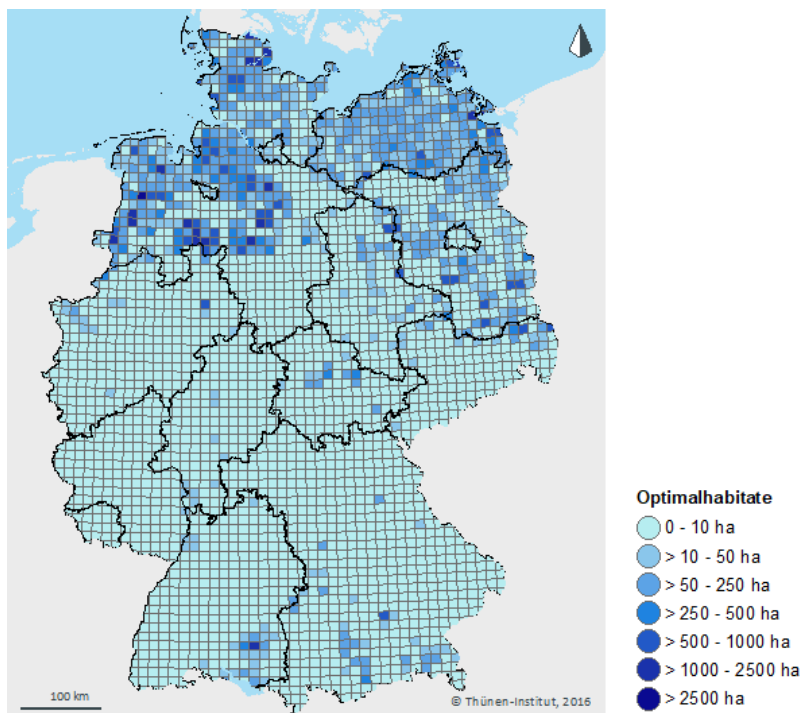 Optimalhabitate
0 - 10 ha
> 10 - 50 ha
> 50 - 250 ha
> 250 - 500 ha
> 500 - 1000 ha
> 1000 - 2500 ha
> 2500 ha
100 km
© Thünen-Institut, 2016